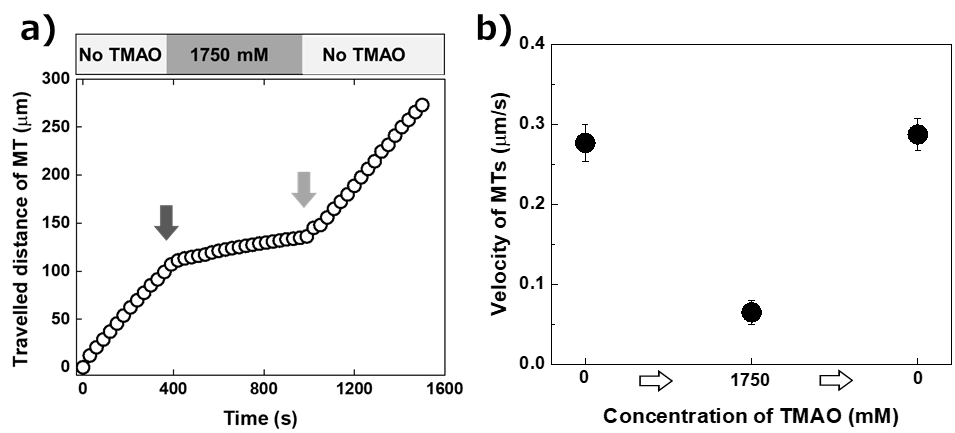 a)
No TMAO 1750 mM No TMAO
300
250
200
150
100
50
0
Travelled distance of MT (μm)
0 400 800 1200 1600
Time (s)
b)
0.4
0.3
0.2
0.1
0.0
Velocity of MTs (μm/s)
0 1750 0
Concentration of TMAO (mM)